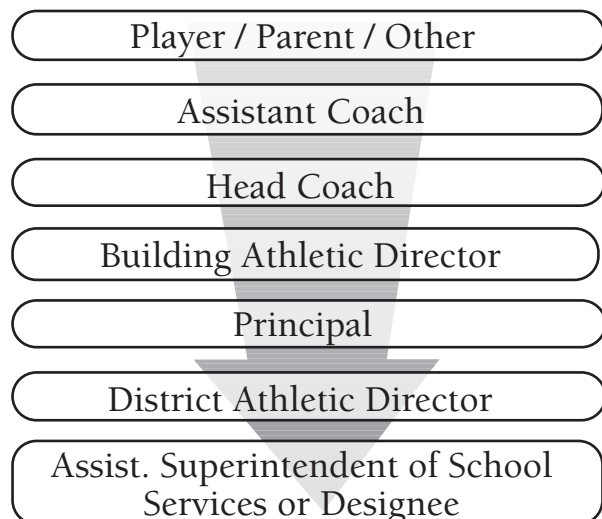 Player / Parent / Other
Assistant Coach
Head Coach
Building Athletic Director
Principal
District Athletic Director
Assist. Superintendent of School
Services or Designee